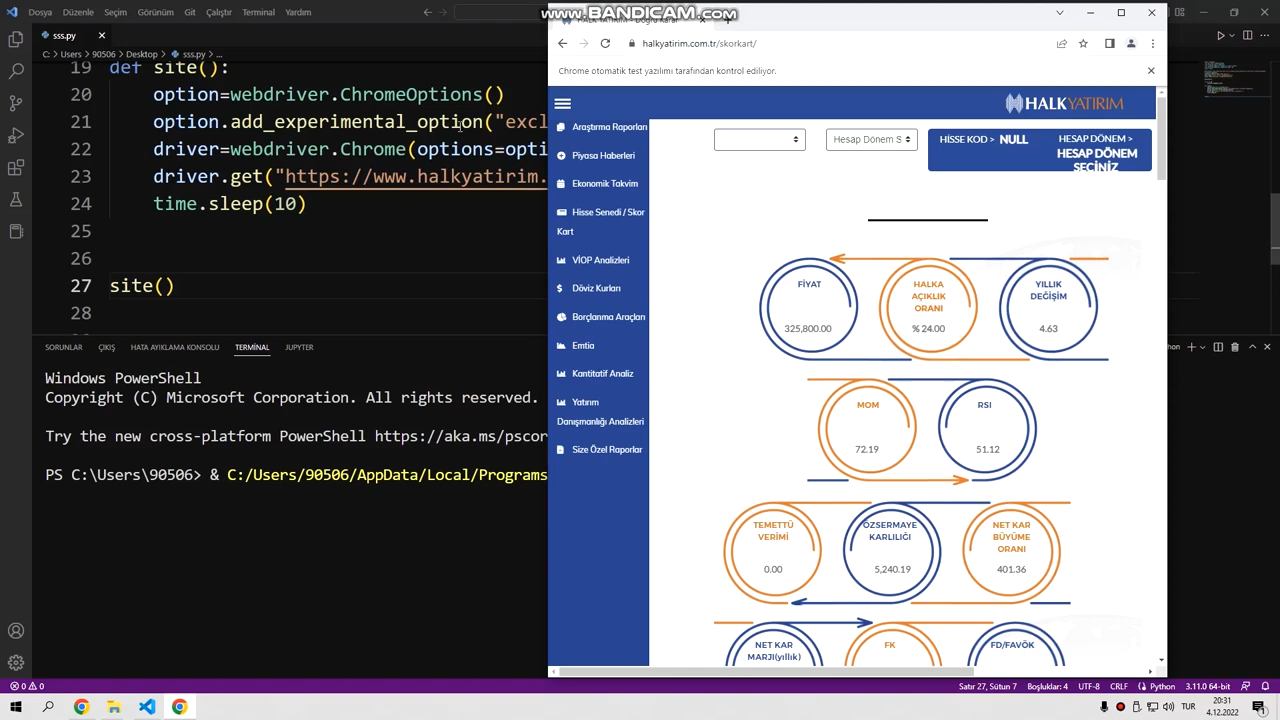 Dosya Düzenle Seçim Görünüm Git Çalıştır Terminal Yardım
www.BANDICAM.com
HALK YATIRIM - Doğru Karar
sss.py
C: > Users > 90506 > Desktop > sss.py > ...
19 def site():
20 option=webdriver.ChromeOptions()
21 option.add_experimental_option("excl
22 driver=webdriver.Chrome(options=opti
23 driver.get("https://www.halkyatirim.
24 time.sleep(10)
25
26
27 site()
28
SORUNLAR ÇIKIŞ HATA AYIKLAMA KONSOLU TERMİNAL JUPYTER
Windows PowerShell
Copyright (C) Microsoft Corporation. All rights reserved.
Try the new cross-platform PowerShell https://aka.ms/pscor
PS C:\Users\90506> & C:/Users/90506/AppData/Local/Programs
halkyatirim.com.tr/skorkart/
Chrome otomatik test yazılımı tarafından kontrol ediliyor.
HALKYATIRIM
Araştırma Raporları
Piyasa Haberleri
Ekonomik Takvim
Hisse Senedi / Skor
Kart
VİOP Analizleri
Döviz Kurları
Borçlanma Araçları
Emtia
Kantitatif Analiz
Yatırım
Danışmanlığı Analizleri
Size Özel Raporlar
Hesap Dönem S
HİSSE KOD > NULL
HESAP DÖNEM >
HESAP DÖNEM
SEÇİNİZ
FİYAT
325,800.00
HALKA
AÇIKLIK
ORANI
% 24.00
YILLIK
DEĞİŞİM
4.63
MOM
72.19
RSI
51.12
TEMETTÜ
VERİMİ
0.00
ÖZSERMAYE
KARLILIĞI
5,240.19
NET KAR
BÜYÜME
ORANI
401.36
NET KAR
MARJI(yıllık)
FK
FD/FAVÖK
hon
0 0
Satır 27, Sütun 7 Boşluklar: 4 UTF-8 CRLF Python 3.11.0 64-bit
TUR
20:31
4.12.2022
1